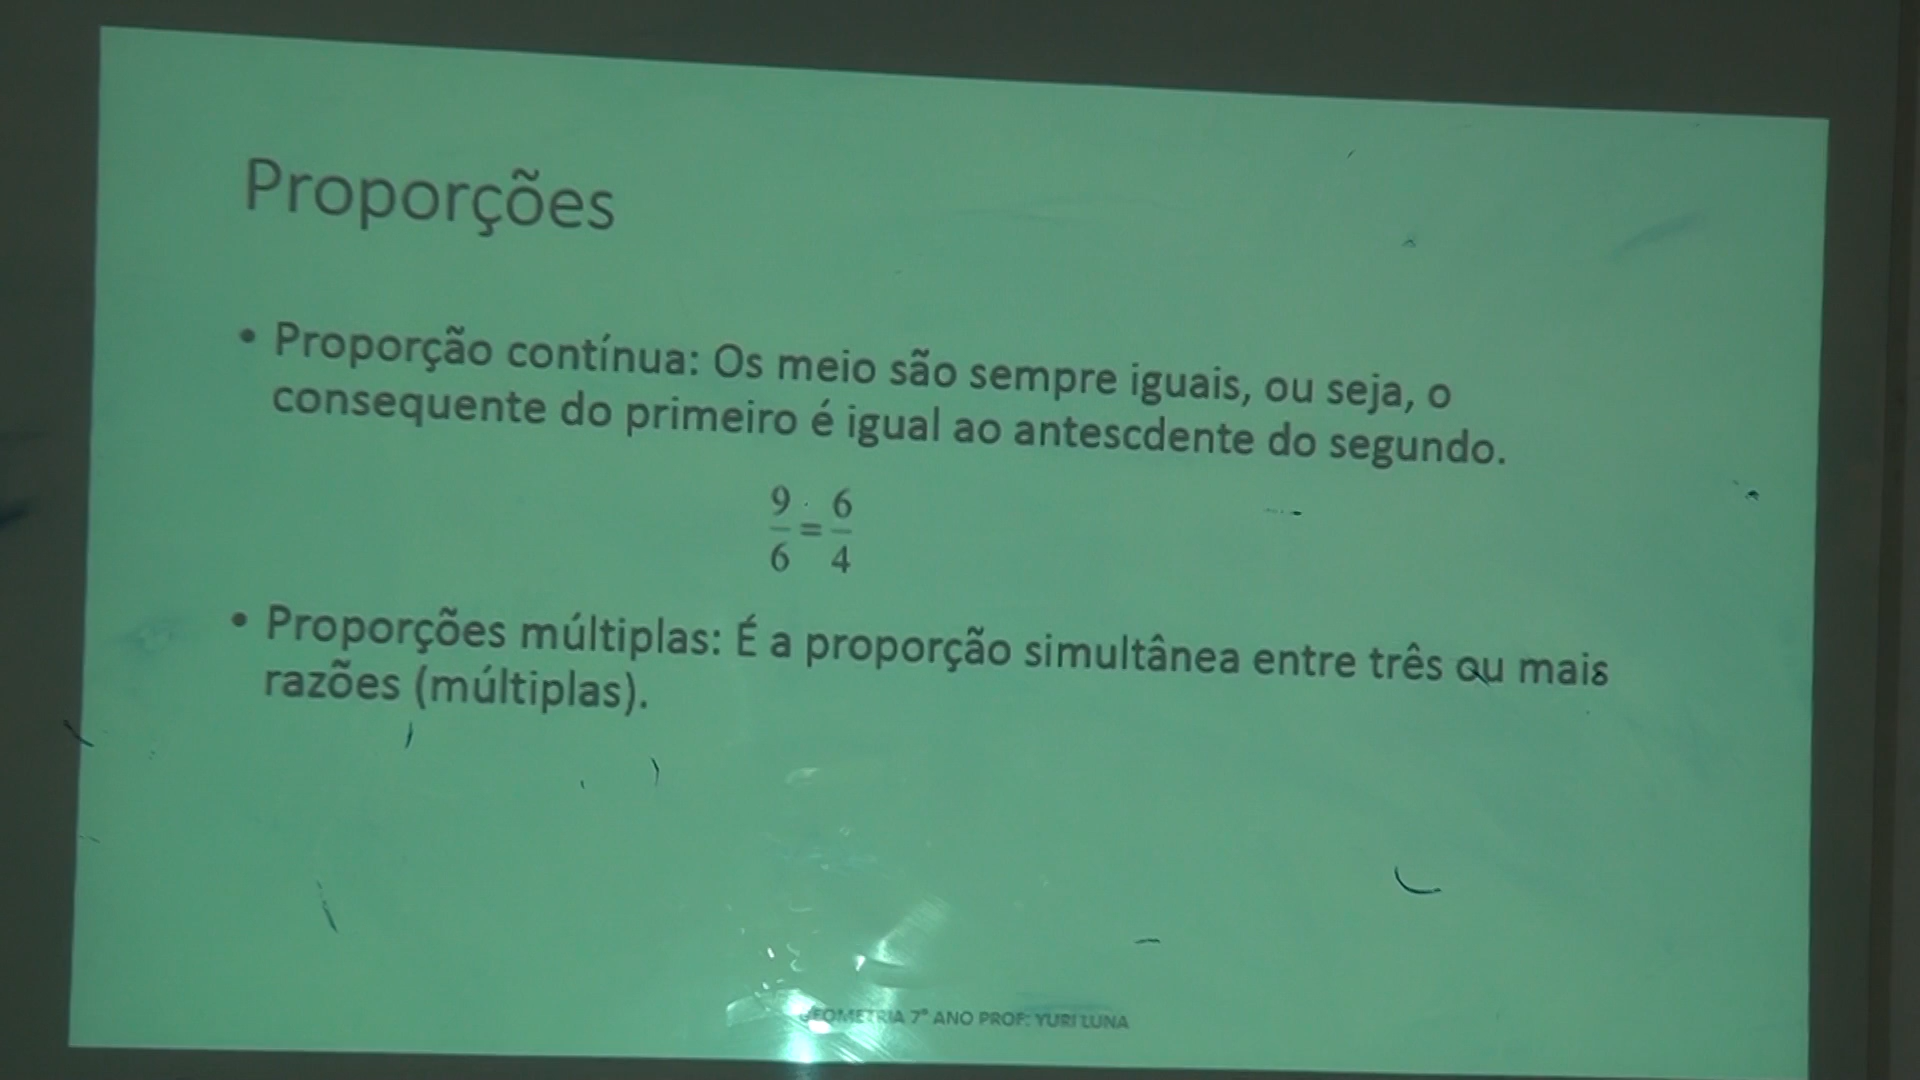 Proporções
• Proporção contínua: Os meio são sempre iguais, ou seja, o
consequente do primeiro é igual ao antescdente do segundo.
9/6 = 6/4
• Proporções múltiplas: É a proporção simultânea entre três ou mais
razões (múltiplas).
GEOMETRIA 7º ANO PROF: YURI LUNA